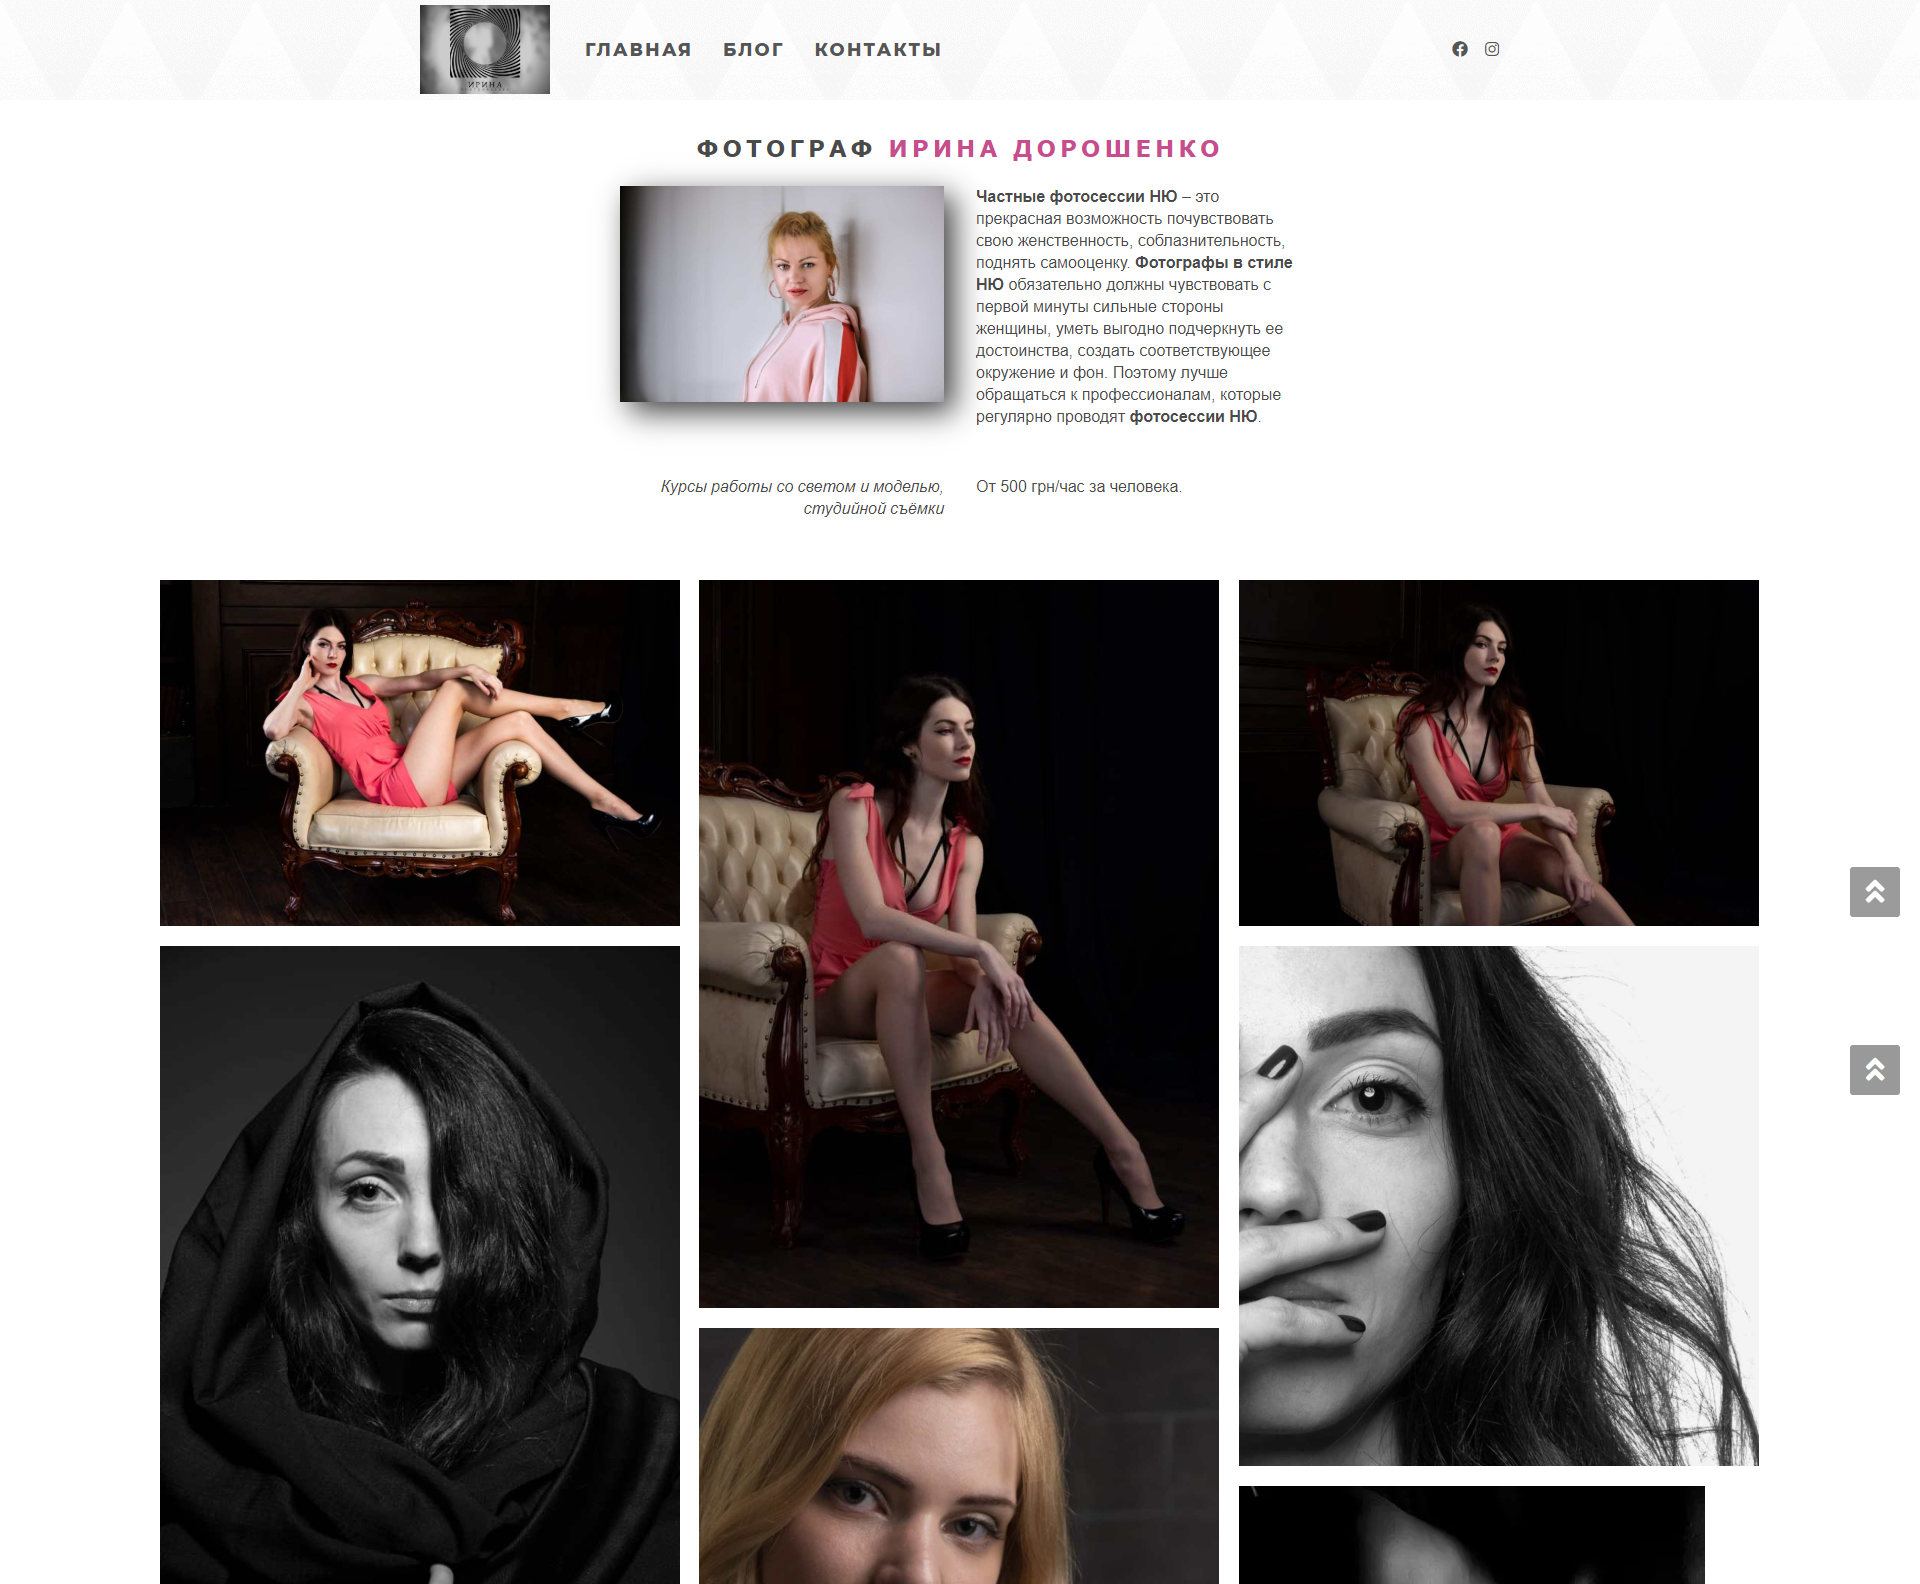 ИРИНА
ГЛАВНАЯ БЛОГ КОНТАКТЫ
ФОТОГРАФ ИРИНА ДОРОШЕНКО
Частные фотосессии НЮ – это
прекрасная возможность почувствовать
свою женственность, соблазнительность,
поднять самооценку. Фотографы в стиле
НЮ обязательно должны чувствовать с
первой минуты сильные стороны
женщины, уметь выгодно подчеркнуть ее
достоинства, создать соответствующее
окружение и фон. Поэтому лучше
обращаться к профессионалам, которые
регулярно проводят фотосессии НЮ.
Курсы работы со светом и моделью,
студийной съёмки
От 500 грн/час за человека.